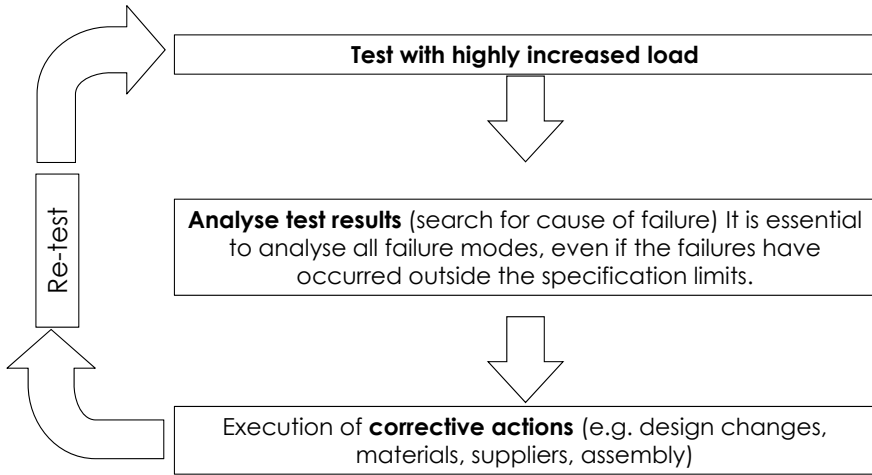 Test with highly increased load
Analyse test results (search for cause of failure) It is essential
to analyse all failure modes, even if the failures have
occurred outside the specification limits.
Re-test
Execution of corrective actions (e.g. design changes,
materials, suppliers, assembly)